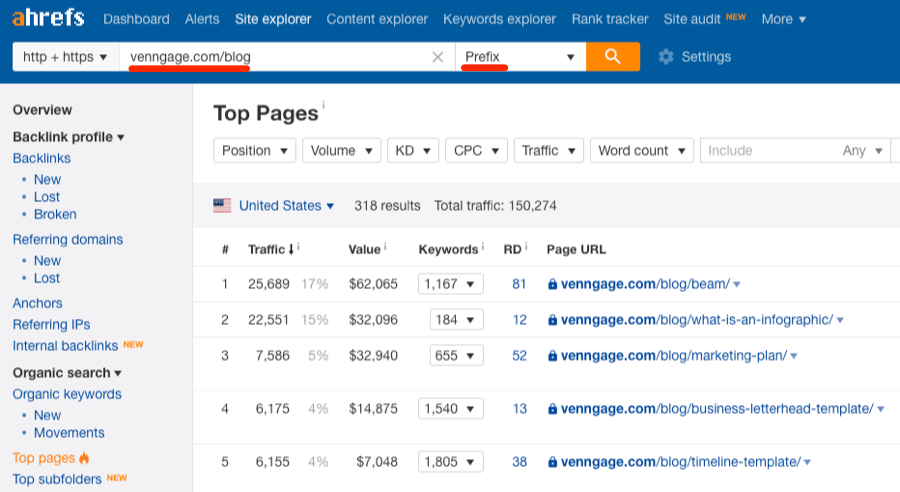 ahrefs Dashboard Alerts Site explorer Content explorer Keywords explorer Rank tracker Site audit NEW More
http + https venngage.com/blog Prefix Settings
Overview
Backlink profile
Backlinks
New
Lost
Broken
Referring domains
New
Lost
Anchors
Referring IPs
Internal backlinks NEW
Organic search
Organic keywords
New
Movements
Top pages
Top subfolders NEW
Top Pages i
Position Volume KD CPC Traffic Word count Include Any
United States 318 results Total traffic: 150,274
# Traffic i Value i Keywords i RD i Page URL
1 25,689 17% $62,065 1,167 81 venngage.com/blog/beam/
2 22,551 15% $32,096 184 12 venngage.com/blog/what-is-an-infographic/
3 7,586 5% $32,940 655 52 venngage.com/blog/marketing-plan/
4 6,175 4% $14,875 1,540 13 venngage.com/blog/business-letterhead-template/
5 6,155 4% $7,048 1,805 38 venngage.com/blog/timeline-template/